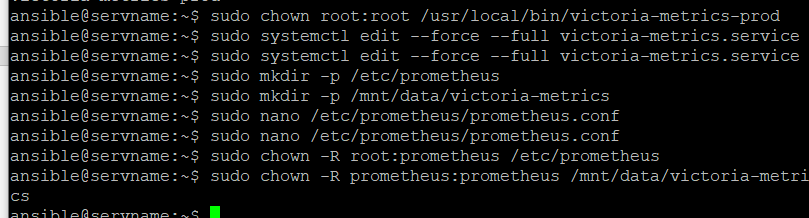 ansible@servname:~$ sudo chown root:root /usr/local/bin/victoria-metrics-prod
ansible@servname:~$ sudo systemctl edit --force --full victoria-metrics.service
ansible@servname:~$ sudo systemctl edit --force --full victoria-metrics.service
ansible@servname:~$ sudo mkdir -p /etc/prometheus
ansible@servname:~$ sudo mkdir -p /mnt/data/victoria-metrics
ansible@servname:~$ sudo nano /etc/prometheus/prometheus.conf
ansible@servname:~$ sudo nano /etc/prometheus/prometheus.conf
ansible@servname:~$ sudo chown -R root:prometheus /etc/prometheus
ansible@servname:~$ sudo chown -R prometheus:prometheus /mnt/data/victoria-metri
cs
ansible@servname:~$